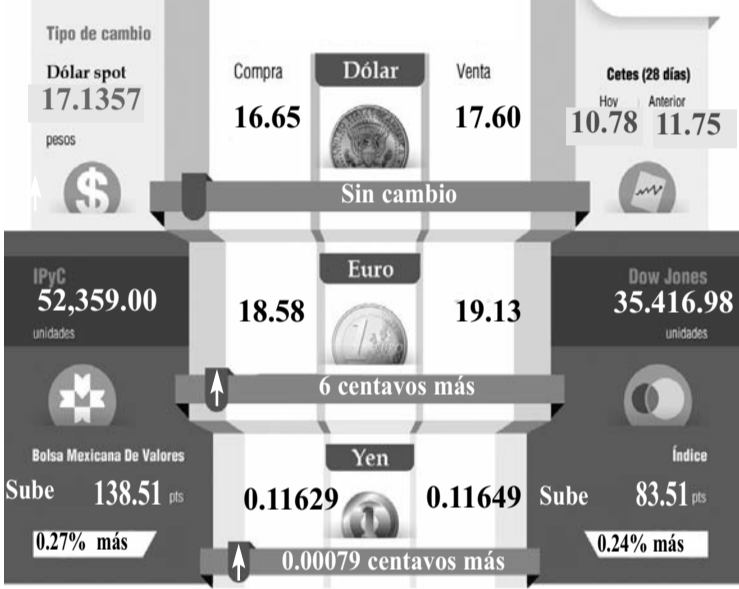 Tipo de cambio
Dólar spot
17.1357
pesos
$
Compra
Dólar
Venta
16.65
17.60
Sin cambio
Cetes (28 días)
Hoy
Anterior
10.78
11.75
IPyC
52,359.00
unidades
Bolsa Mexicana De Valores
Sube 138.51 pts
0.27% más
Euro
18.58
19.13
1
6 centavos más
Yen
0.11629
0.11649
0.00079 centavos más
Dow Jones
35.416.98
unidades
Índice
Sube 83.51 pts
0.24% más